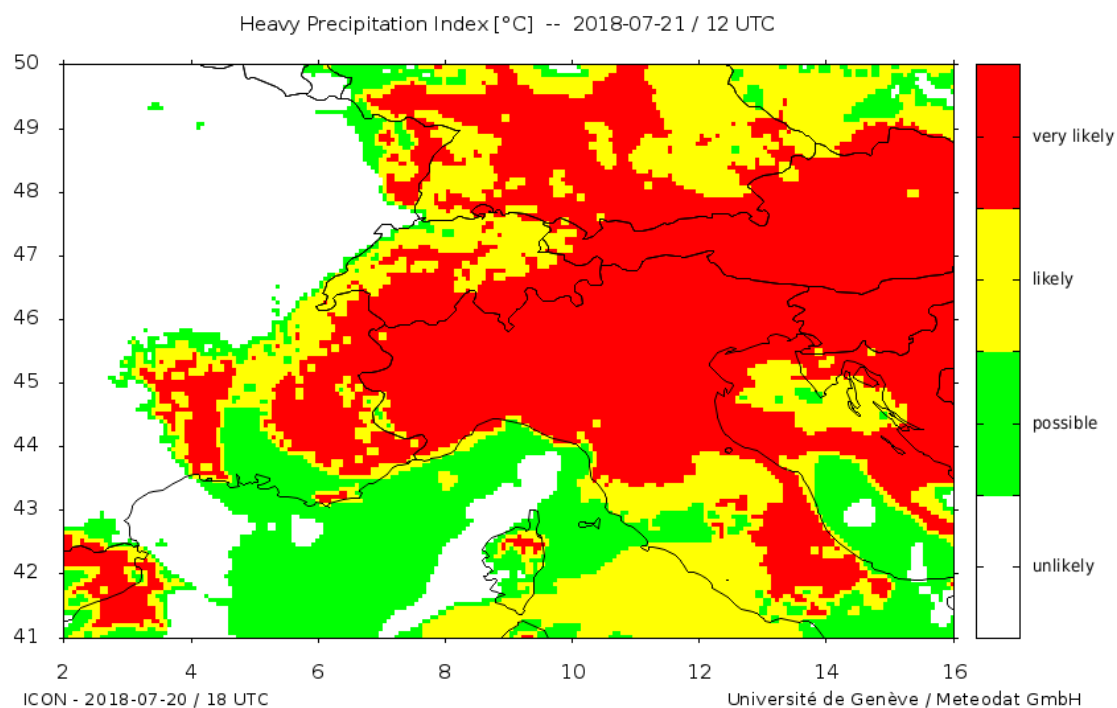 Heavy Precipitation Index [°C] -- 2018-07-21 / 12 UTC
50
49
48
47
46
45
44
43
42
41
2 4 6 8 10 12 14 16
very likely
likely
possible
unlikely
ICON - 2018-07-20 / 18 UTC
Université de Genève / Meteodat GmbH